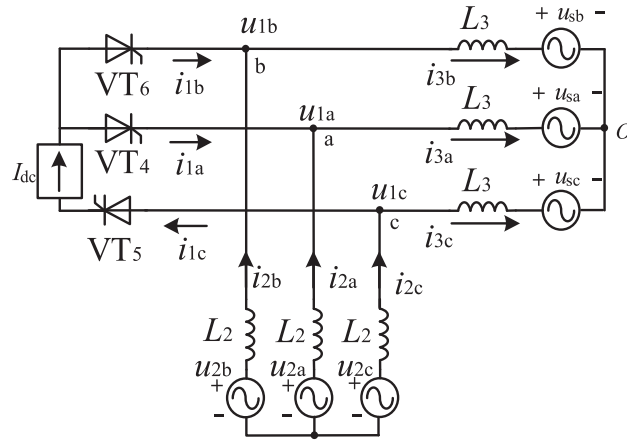 u1b
L3
+ usb -
VT6
i1b
b
i3b
u1a
L3
+ usa -
O
VT4
i1a
a
i3a
Idc
u1c
L3
+ usc -
VT5
i1c
c
i3c
i2b
i2a
i2c
L2
L2
L2
u2b
u2a
u2c
+
+
+
-
-
-